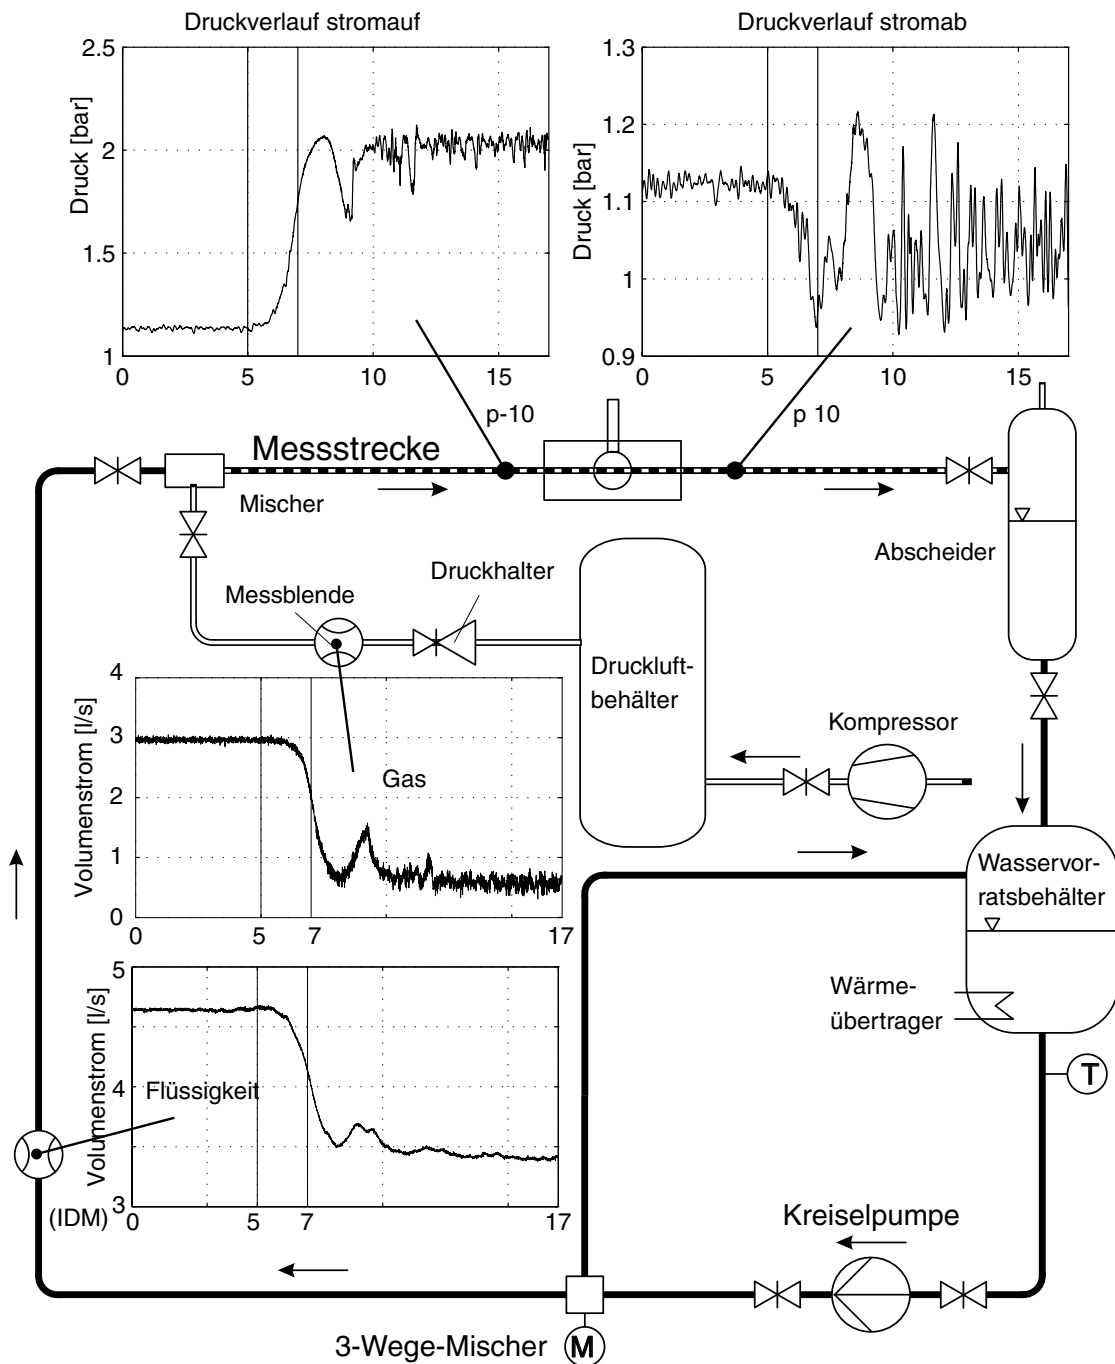 Druckverlauf stromauf
Druckverlauf stromab
2.5
2
1.5
1
Druck [bar]
0
5
10
15
1.3
1.2
1.1
1
0.9
Druck [bar]
0
5
10
15
p-10
p 10
Messstrecke
Mischer
Abscheider
Messblende
Druckhalter
Druckluft-
behälter
Kompressor
4
3
2
1
0
Volumenstrom [l/s]
Gas
0
5
7
17
Wasservor-
ratsbehälter
Wärme-
übertrager
T
5
4
3
Volumenstrom [l/s]
Flüssigkeit
(IDM)
0
5
7
17
Kreiselpumpe
3-Wege-Mischer
M